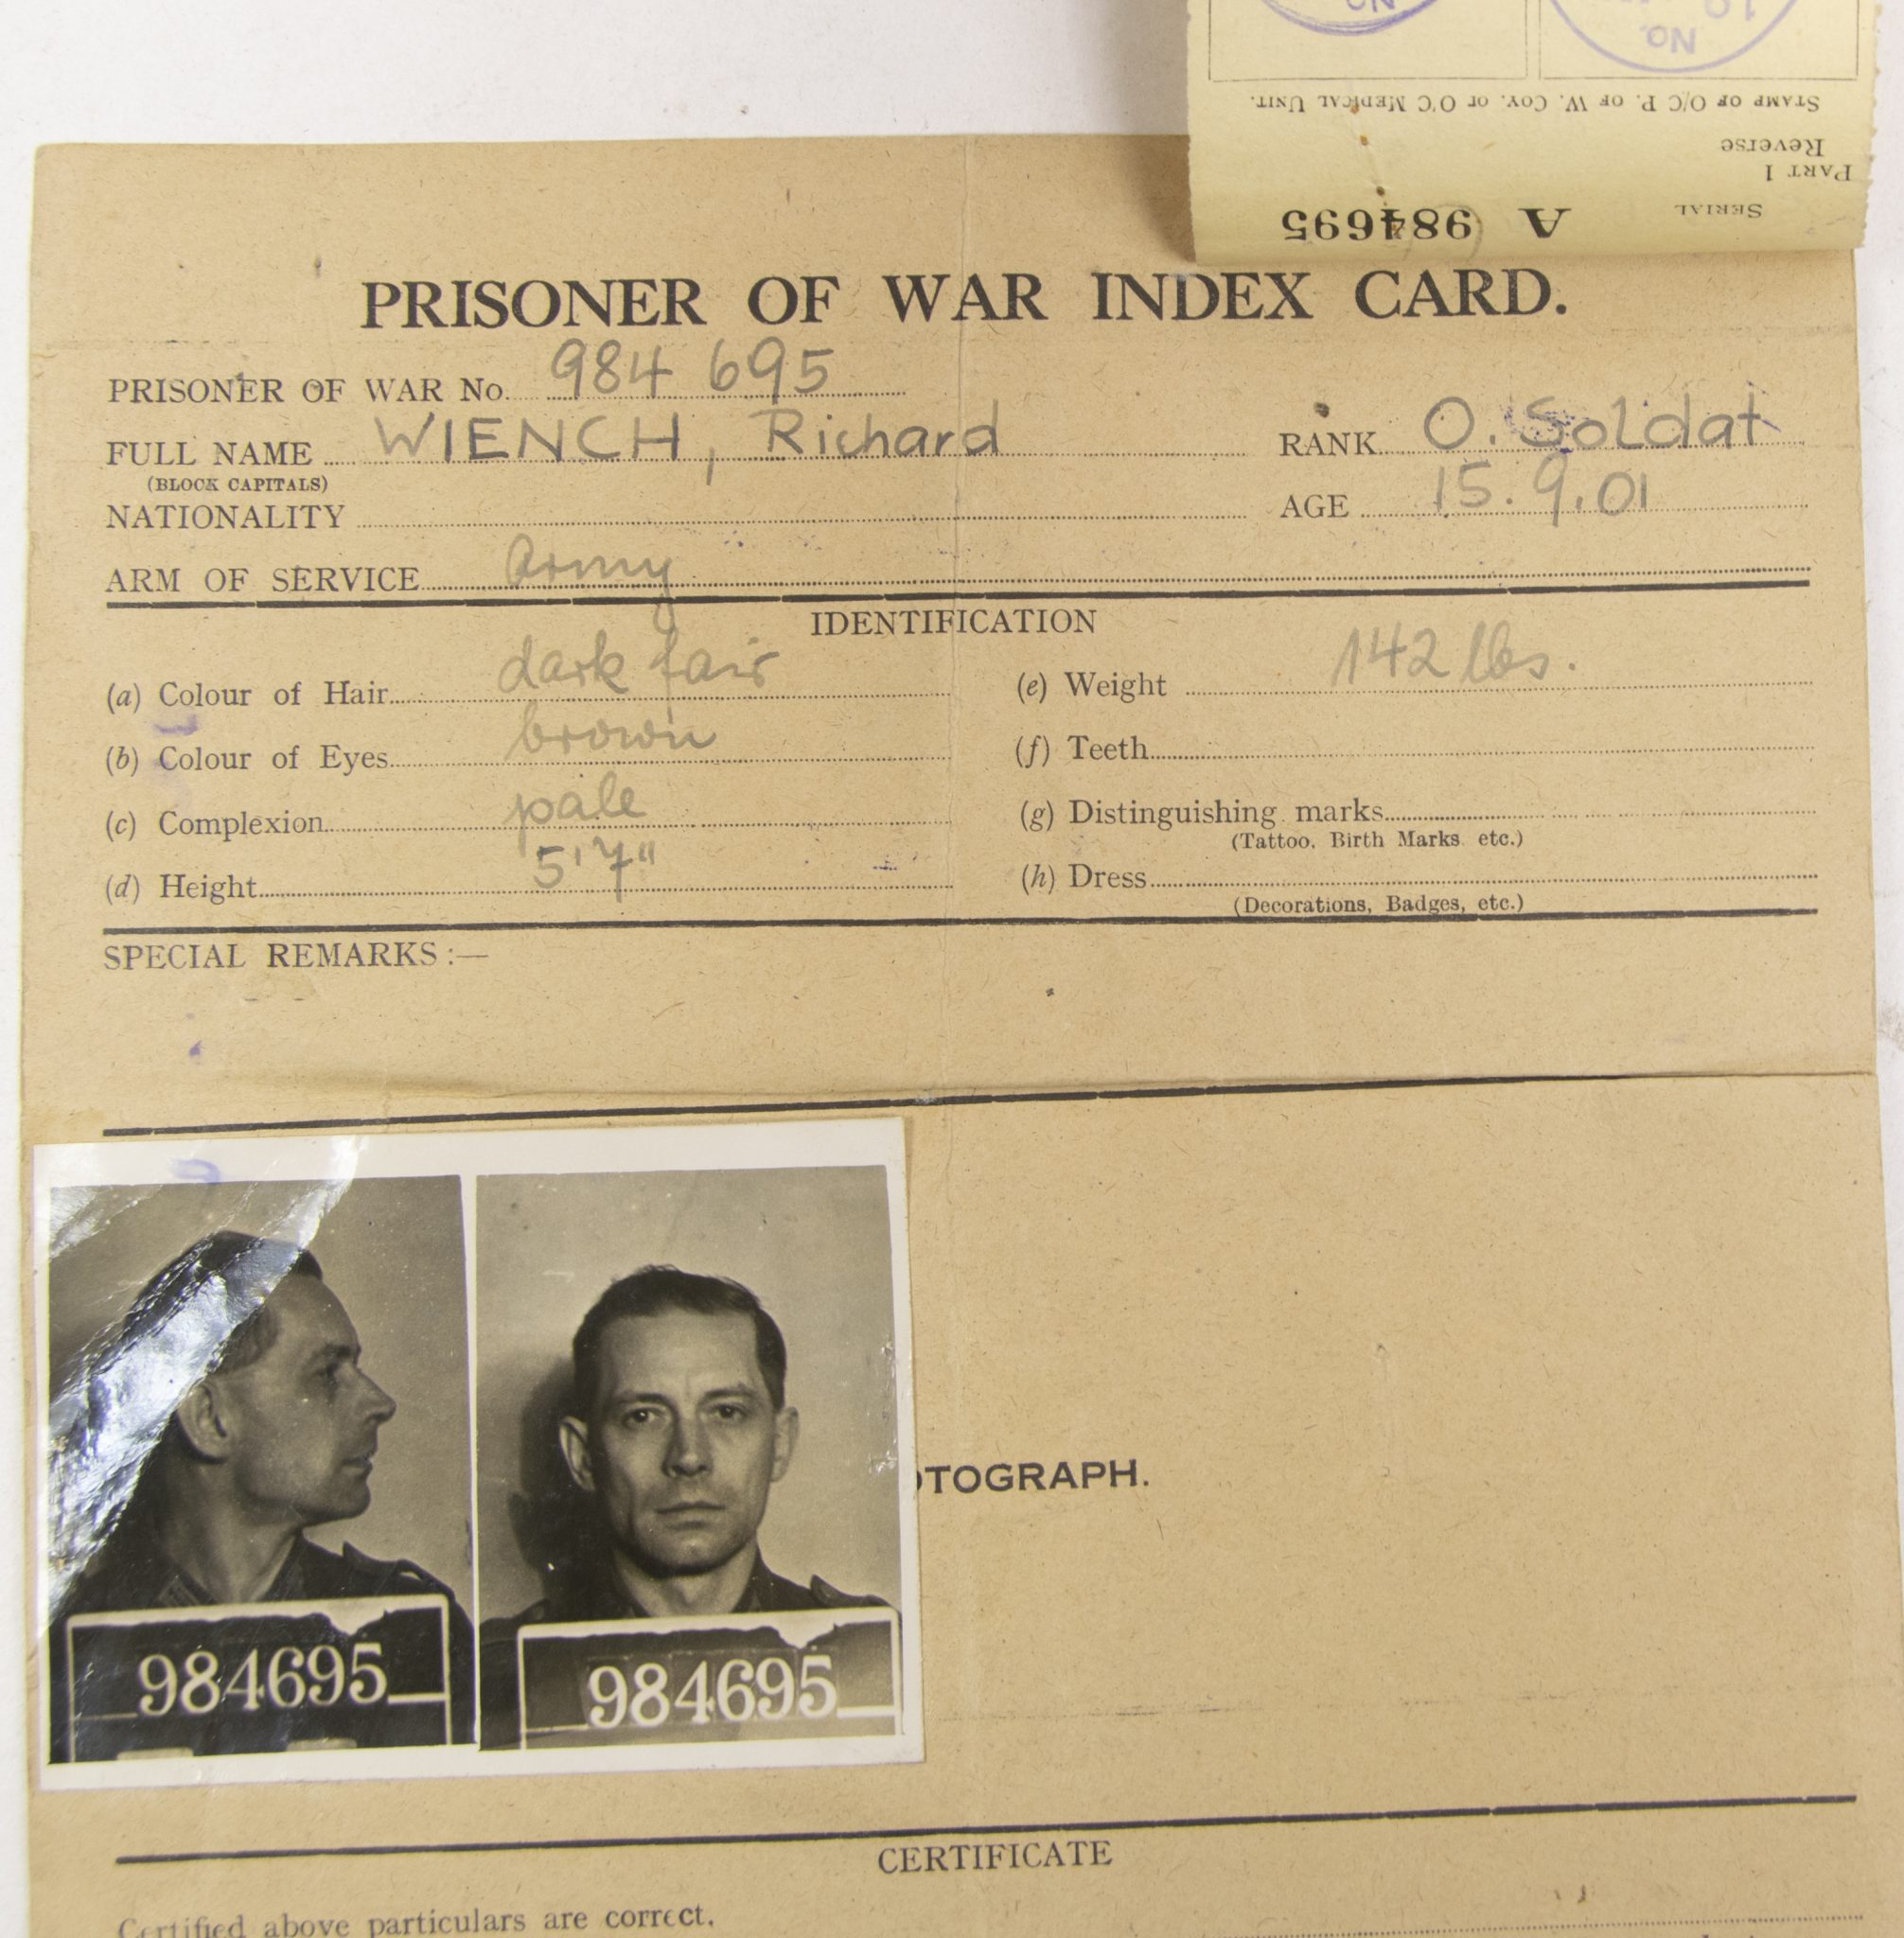 No
No.
10
STAMP OF O/C P. OF W. COY. OF O/C MEDICAL UNIT.
PART I
Reverse
SERIAL A 984695
PRISONER OF WAR INDEX CARD.
PRISONER OF WAR No. 984 695
FULL NAME WIENCH, Richard RANK O. Soldat
(BLOCK CAPITALS)
NATIONALITY AGE 15.9.01
ARM OF SERVICE Army
IDENTIFICATION
(a) Colour of Hair dark fair (e) Weight 142 lbs.
(b) Colour of Eyes brown (f) Teeth
(c) Complexion pale (g) Distinguishing marks
(Tattoo, Birth Marks etc.)
(d) Height 5'7" (h) Dress
(Decorations, Badges, etc.)
SPECIAL REMARKS :—
OTOGRAPH.
984695
984695
CERTIFICATE
Certified above particulars are correct.